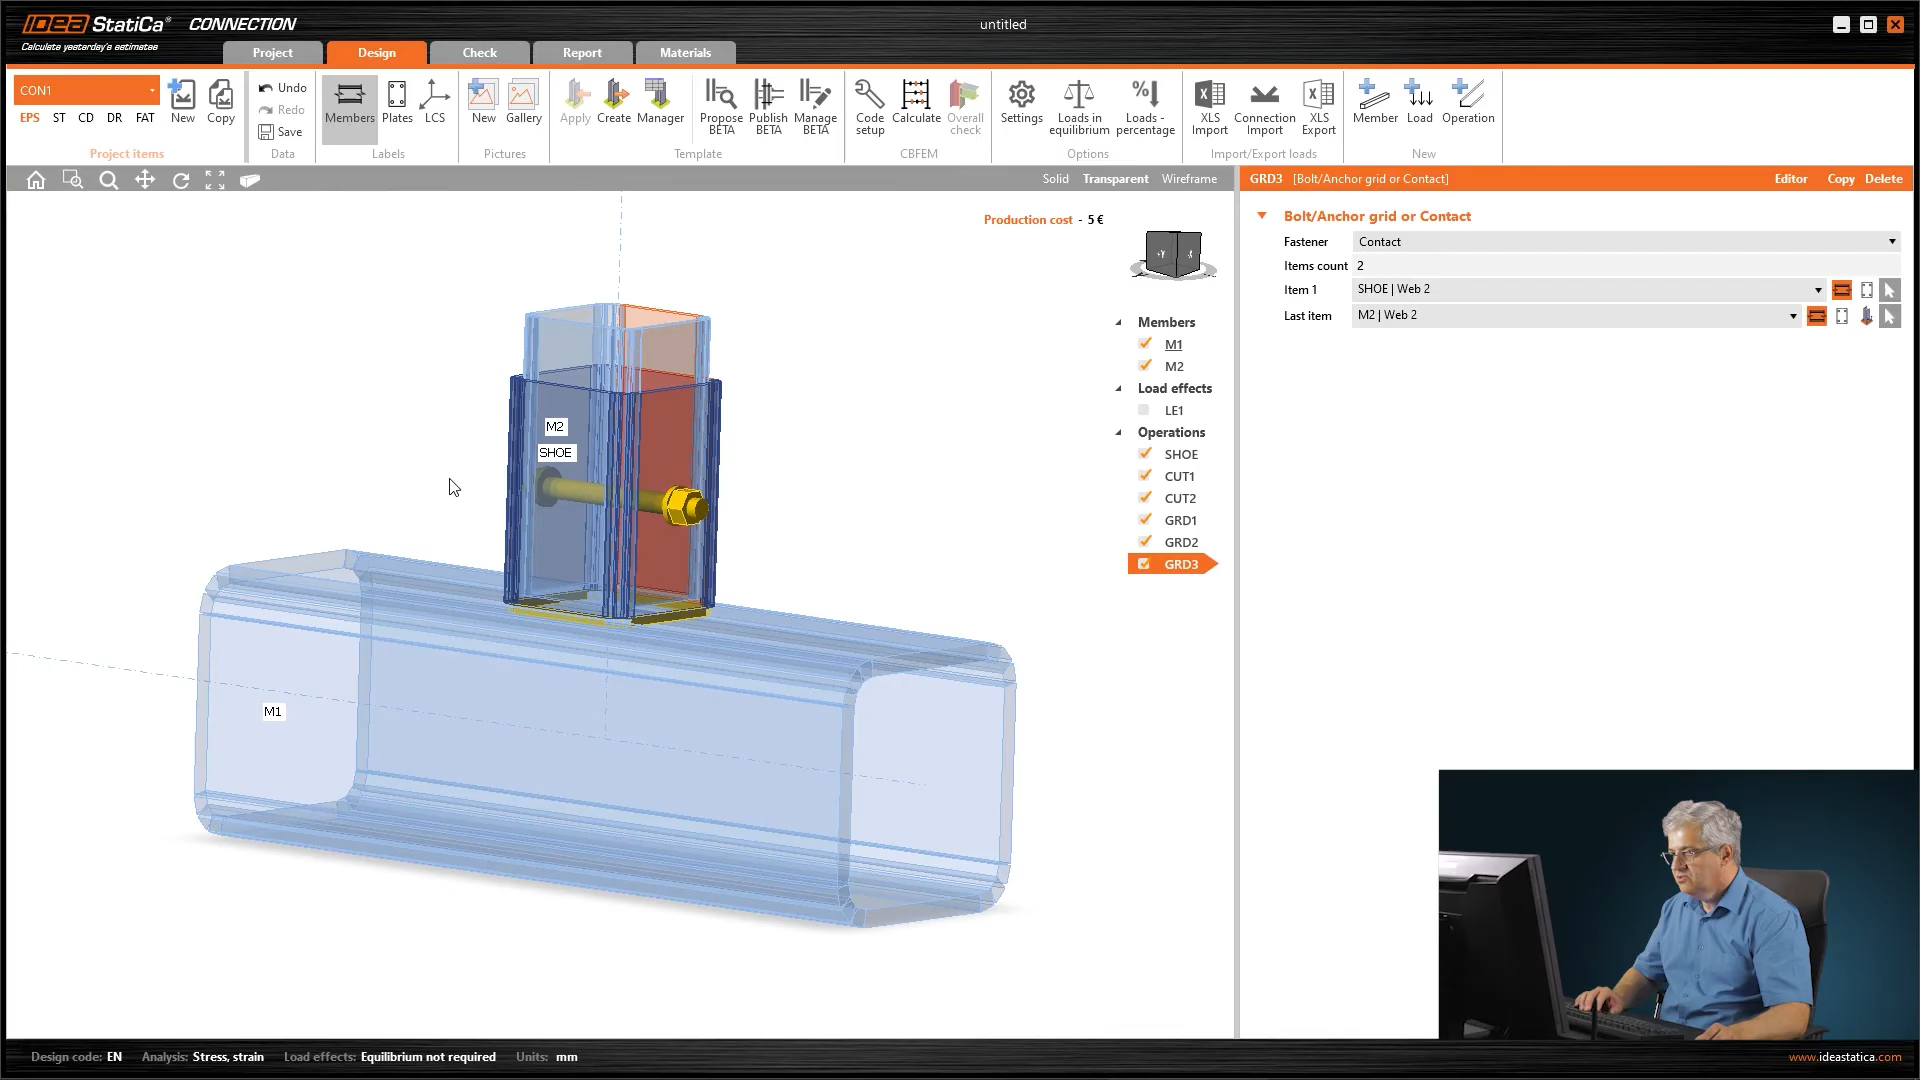 IDEA StatiCa® CONNECTION
Calculate yesterday's estimates
untitled
Project
Design
Check
Report
Materials
CON1
EPS ST CD DR FAT
New
Copy
Undo
Redo
Save
Members
Plates
LCS
New
Gallery
Apply
Create
Manager
Propose
BETA
Publish
BETA
Manage
BETA
Code
setup
Calculate
Overall
check
Settings
Loads in
equilibrium
Loads -
percentage
XLS
Import
Connection
Import
XLS
Export
Member
Load
Operation
Project items
Data
Labels
Pictures
Template
CBFEM
Options
Import/Export loads
New
Solid Transparent Wireframe
GRD3 [Bolt/Anchor grid or Contact]
Editor Copy Delete
Production cost - 5 €
Bolt/Anchor grid or Contact
Fastener Contact
Items count 2
Item 1 SHOE | Web 2
Last item M2 | Web 2
+Y
-X
Members
M1
M2
Load effects
LE1
Operations
SHOE
CUT1
CUT2
GRD1
GRD2
GRD3
M2
SHOE
M1
Design code: EN Analysis: Stress, strain Load effects: Equilibrium not required Units: mm
www.ideastatica.com